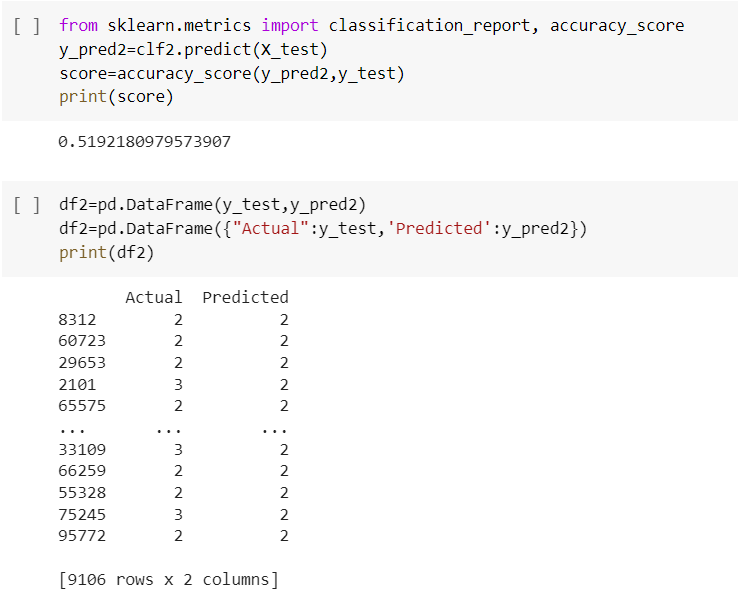 [ ] from sklearn.metrics import classification_report, accuracy_score
y_pred2=clf2.predict(X_test)
score=accuracy_score(y_pred2,y_test)
print(score)
0.5192180979573907
[ ] df2=pd.DataFrame(y_test,y_pred2)
df2=pd.DataFrame({"Actual":y_test,'Predicted':y_pred2})
print(df2)
Actual Predicted
8312 2 2
60723 2 2
29653 2 2
2101 3 2
65575 2 2
... ... ...
33109 3 2
66259 2 2
55328 2 2
75245 3 2
95772 2 2
[9106 rows x 2 columns]